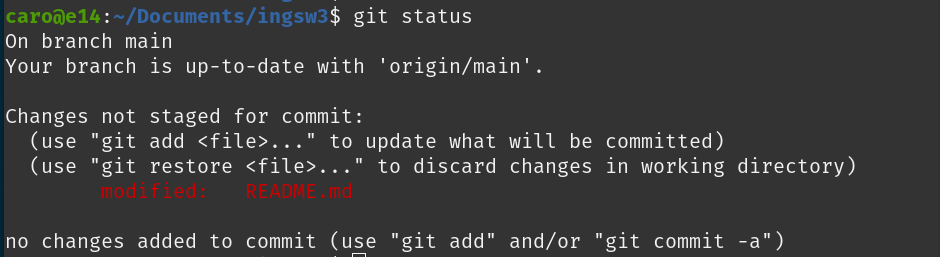 caro@e14:~/Documents/ingsw3$ git status
On branch main
Your branch is up-to-date with 'origin/main'.

Changes not staged for commit:
  (use "git add <file>..." to update what will be committed)
  (use "git restore <file>..." to discard changes in working directory)
        modified:   README.md

no changes added to commit (use "git add" and/or "git commit -a")